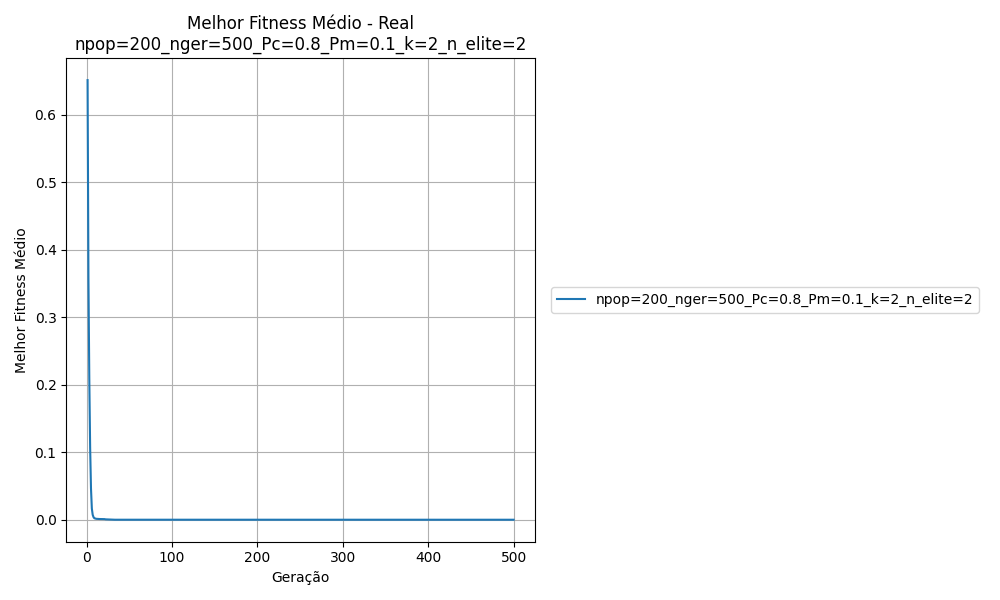 Melhor Fitness Médio - Real
npop=200_nger=500_Pc=0.8_Pm=0.1_k=2_n_elite=2
Melhor Fitness Médio
0.6
0.5
0.4
0.3
0.2
0.1
0.0
0 100 200 300 400 500
Geração
npop=200_nger=500_Pc=0.8_Pm=0.1_k=2_n_elite=2